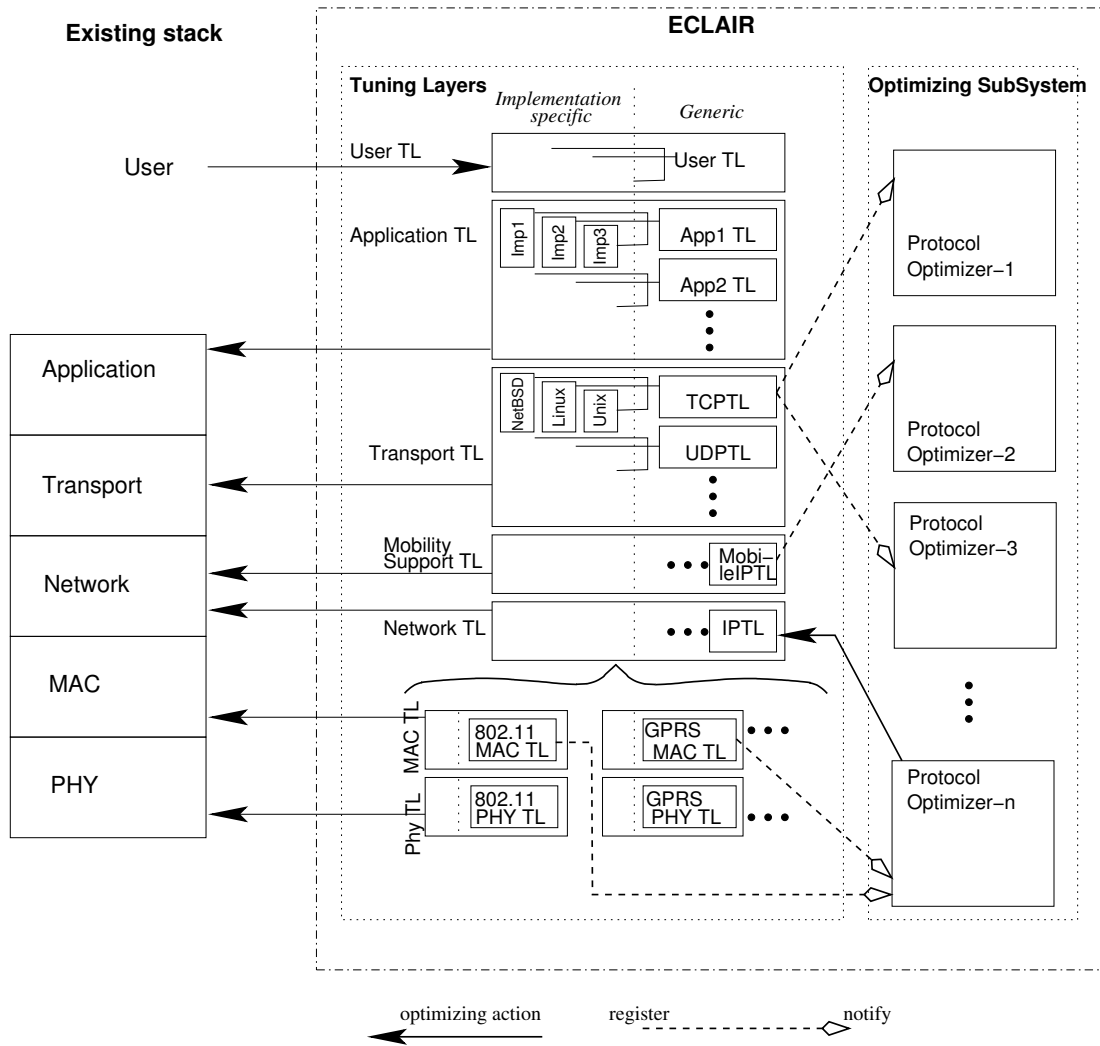 Existing stack
ECLAIR
Tuning Layers
Optimizing SubSystem
Implementation
specific
Generic
User
User TL
User TL
Application TL
Imp1
Imp2
Imp3
App1 TL
App2 TL
Protocol
Optimizer−1
Application
Transport
Network
MAC
PHY
Transport TL
NetBSD
Linux
Unix
TCPTL
UDPTL
Protocol
Optimizer−2
Mobility
Support TL
Mobi−
leIPTL
Protocol
Optimizer−3
Network TL
IPTL
MAC TL
802.11
MAC TL
GPRS
MAC TL
Phy TL
802.11
PHY TL
GPRS
PHY TL
Protocol
Optimizer−n
optimizing action
register
notify